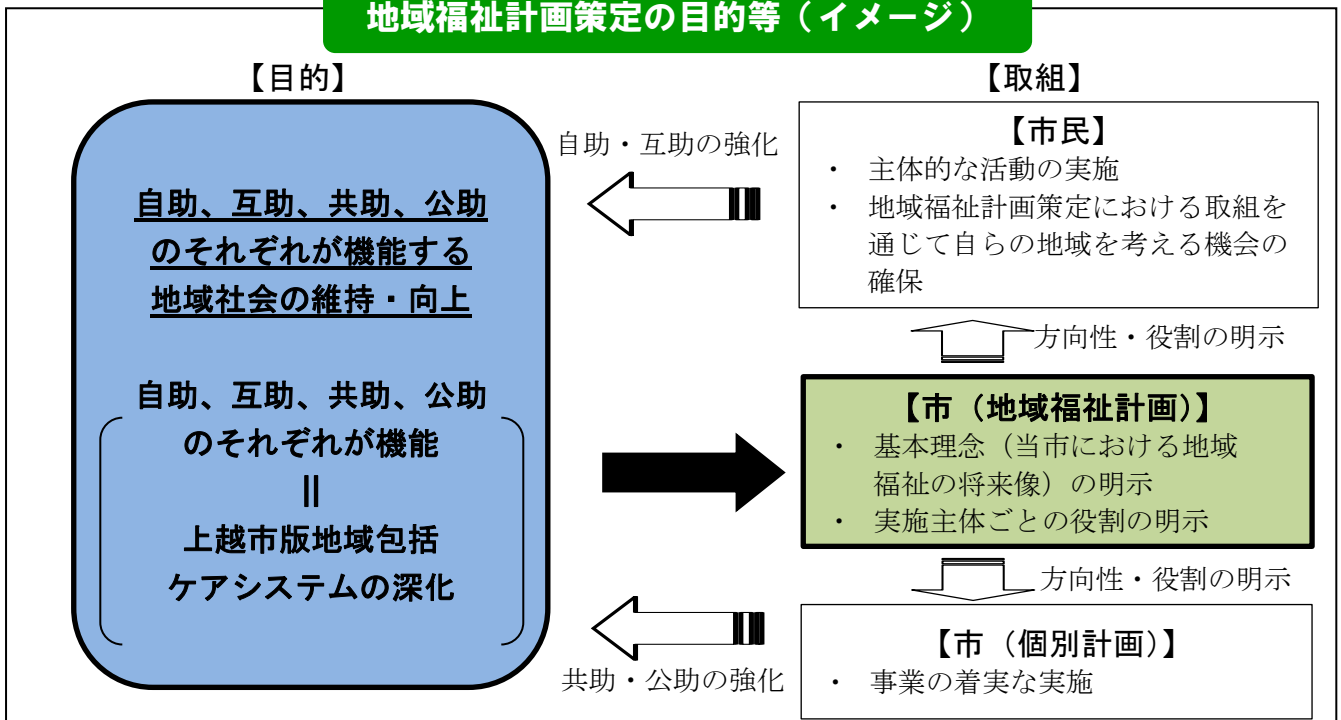 地域福祉計画策定の目的等（イメージ）
【目的】
自助、互助、共助、公助
のそれぞれが機能する
地域社会の維持・向上
自助、互助、共助、公助
のそれぞれが機能
||
上越市版地域包括
ケアシステムの深化
自助・互助の強化
共助・公助の強化
【取組】
【市民】
・ 主体的な活動の実施
・ 地域福祉計画策定における取組を
通じて自らの地域を考える機会の
確保
方向性・役割の明示
【市（地域福祉計画）】
・ 基本理念（当市における地域
福祉の将来像）の明示
・ 実施主体ごとの役割の明示
方向性・役割の明示
【市（個別計画）】
・ 事業の着実な実施